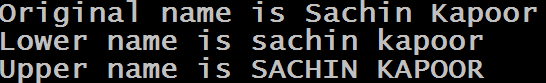 Original name is Sachin Kapoor
Lower name is sachin kapoor
Upper name is SACHIN KAPOOR